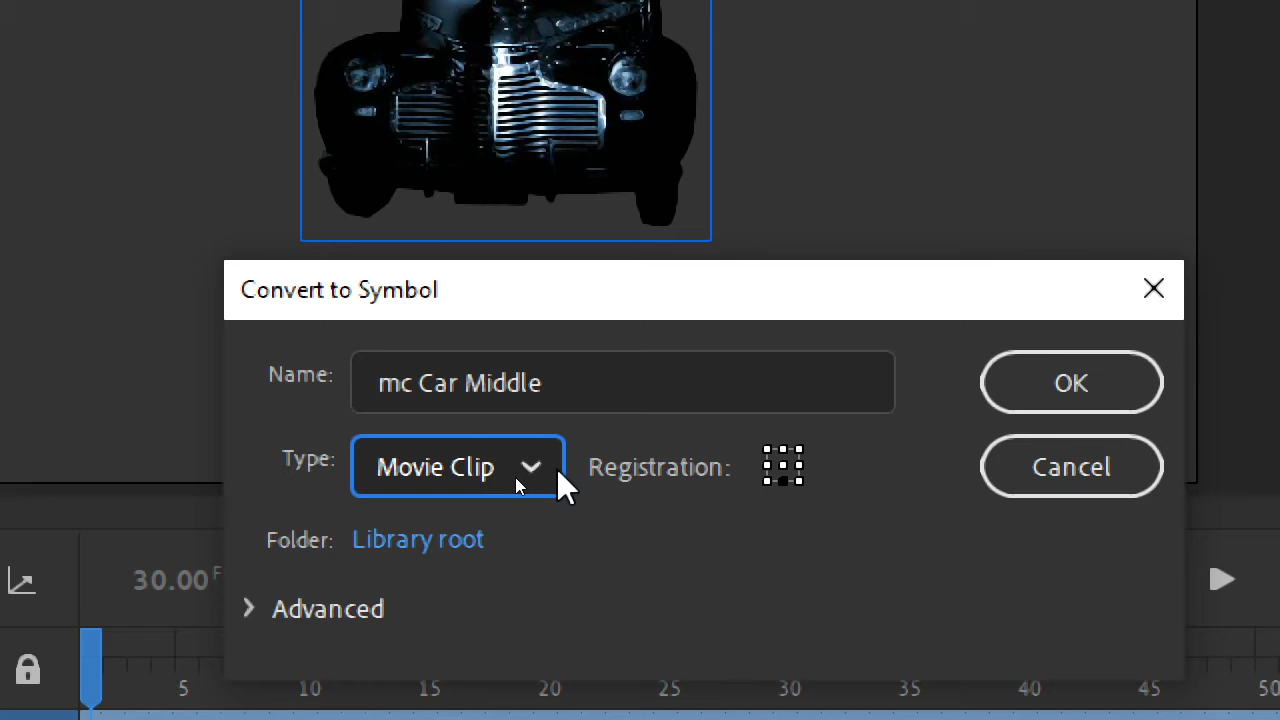 Convert to Symbol
Name: mc Car Middle OK
Type: Movie Clip Registration: Cancel
Folder: Library root
30.00 F
Advanced
5 10 15 20 25 30 35 40 45 50